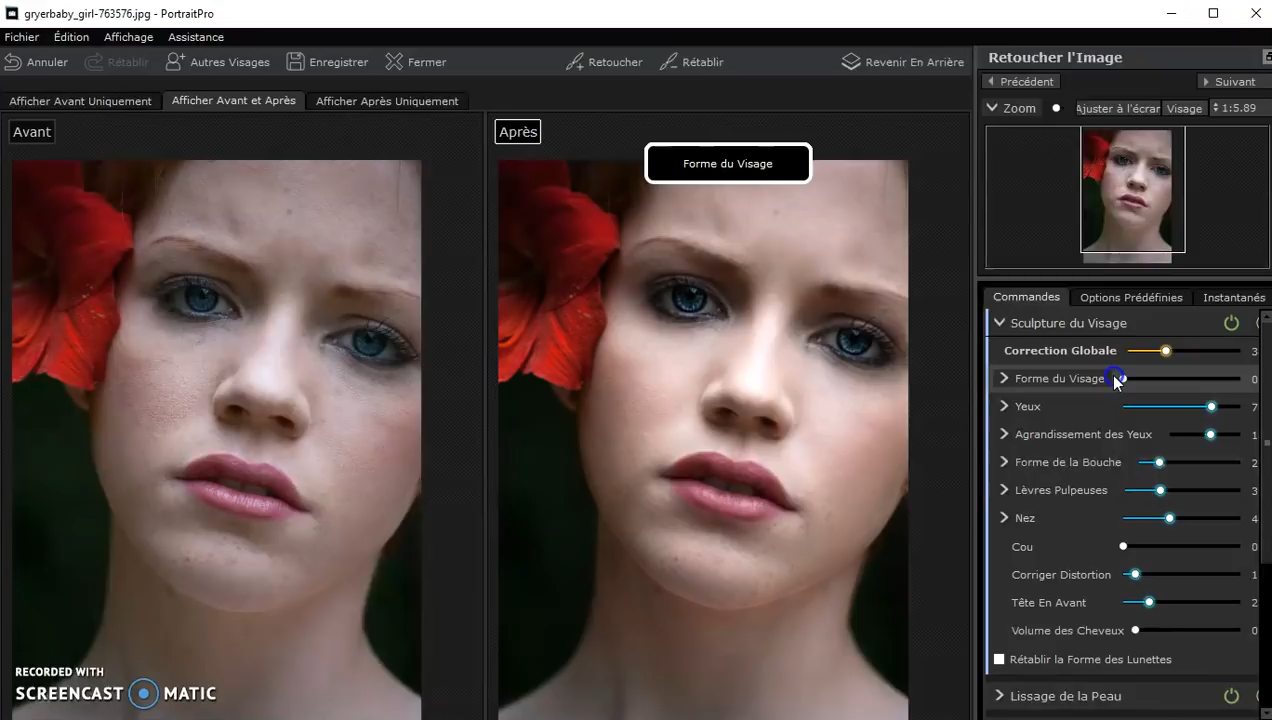 gryerbaby_girl-763576.jpg - PortraitPro
Fichier Édition Affichage Assistance
Annuler Rétablir Autres Visages Enregistrer Fermer Retoucher Rétablir Revenir En Arrière
Afficher Avant Uniquement Afficher Avant et Après Afficher Après Uniquement
Avant
Après
Forme du Visage
RECORDED WITH
SCREENCAST MATIC
Retoucher l'Image
Précédent Suivant
Zoom Ajuster à l'écran Visage 1:5.89
Commandes Options Prédéfinies Instantanés
Sculpture du Visage
Correction Globale 3
Forme du Visage 0
Yeux 7
Agrandissement des Yeux 1
Forme de la Bouche 2
Lèvres Pulpeuses 3
Nez 4
Cou 0
Corriger Distortion 1
Tête En Avant 2
Volume des Cheveux 0
Rétablir la Forme des Lunettes
Lissage de la Peau